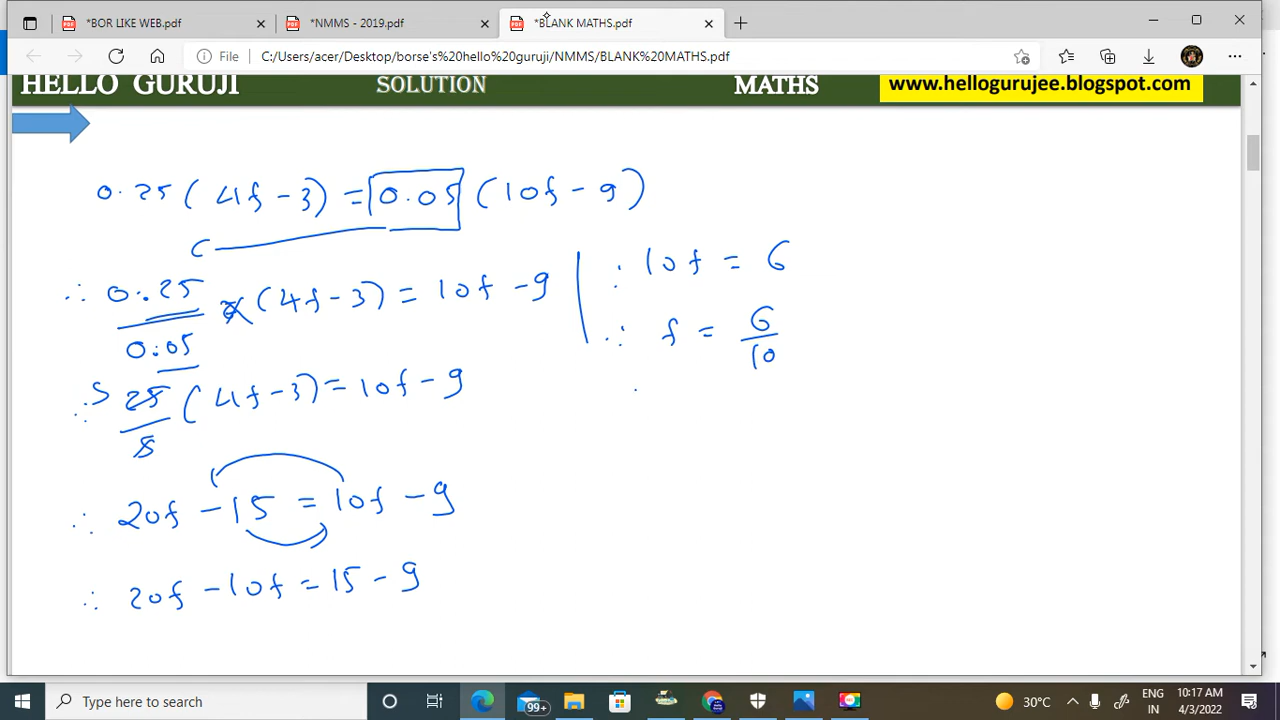 *BOR LIKE WEB.pdf
*NMMS - 2019.pdf
*BLANK MATHS.pdf
File
C:/Users/acer/Desktop/borse's%20hello%20guruji/NMMS/BLANK%20MATHS.pdf
HELLO GURUJI
SOLUTION
MATHS
www.hellogurujee.blogspot.com
0.25 (4f - 3) = 0.05 (10f - 9)
∴ 0.25/0.05 × (4f - 3) = 10f - 9
∴ 5 25/5 (4f - 3) = 10f - 9
∴ 20f - 15 = 10f - 9
∴ 20f - 10f = 15 - 9
∴ 10f = 6
∴ f = 6/10
Type here to search
99+
30°C
ENG
IN
10:17 AM
4/3/2022